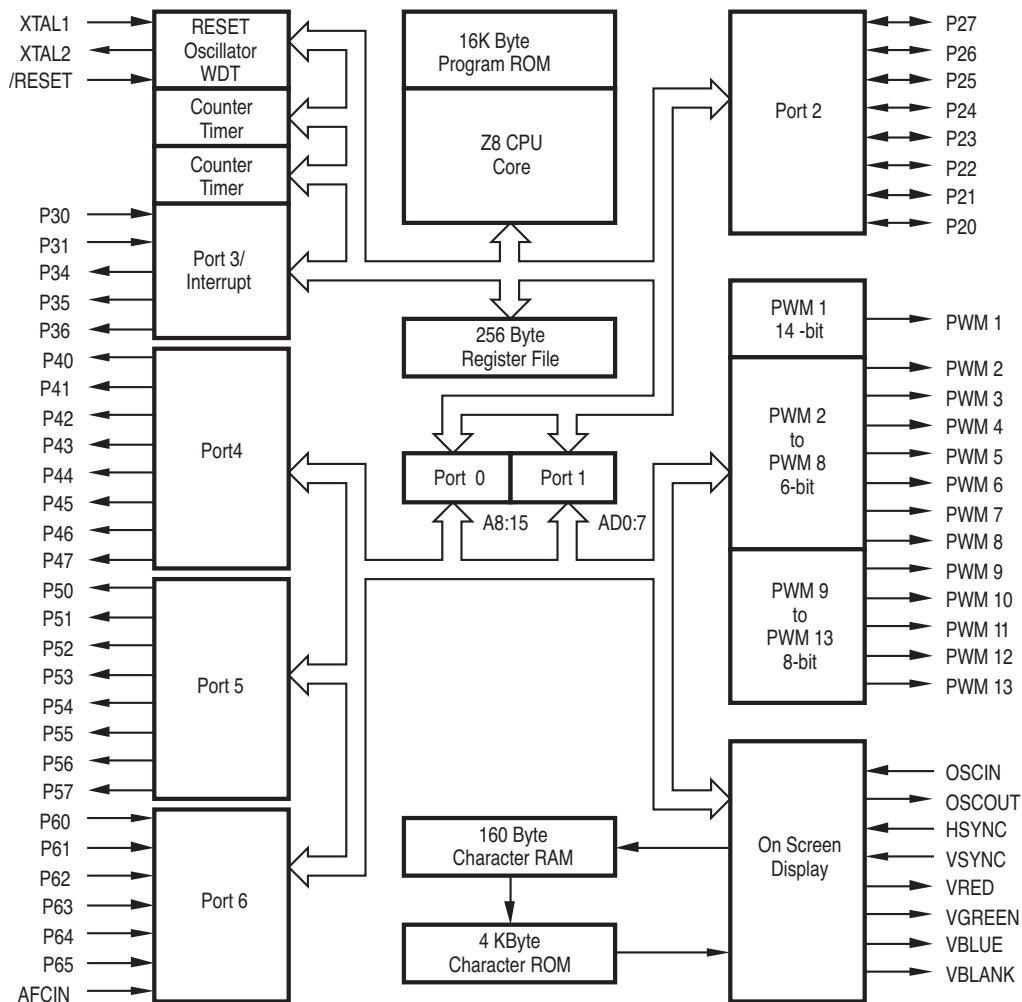 XTAL1
XTAL2
/RESET
RESET
Oscillator
WDT
Counter
Timer
Counter
Timer
P30
P31
P34
P35
P36
Port 3/
Interrupt
P40
P41
P42
P43
P44
P45
P46
P47
Port4
P50
P51
P52
P53
P54
P55
P56
P57
Port 5
P60
P61
P62
P63
P64
P65
AFCIN
Port 6
16K Byte
Program ROM
Z8 CPU
Core
256 Byte
Register File
Port 0
Port 1
A8:15
AD0:7
160 Byte
Character RAM
4 KByte
Character ROM
Port 2
P27
P26
P25
P24
P23
P22
P21
P20
PWM 1
14 -bit
PWM 1
PWM 2
to
PWM 8
6-bit
PWM 2
PWM 3
PWM 4
PWM 5
PWM 6
PWM 7
PWM 8
PWM 9
to
PWM 13
8-bit
PWM 9
PWM 10
PWM 11
PWM 12
PWM 13
On Screen
Display
OSCIN
OSCOUT
HSYNC
VSYNC
VRED
VGREEN
VBLUE
VBLANK